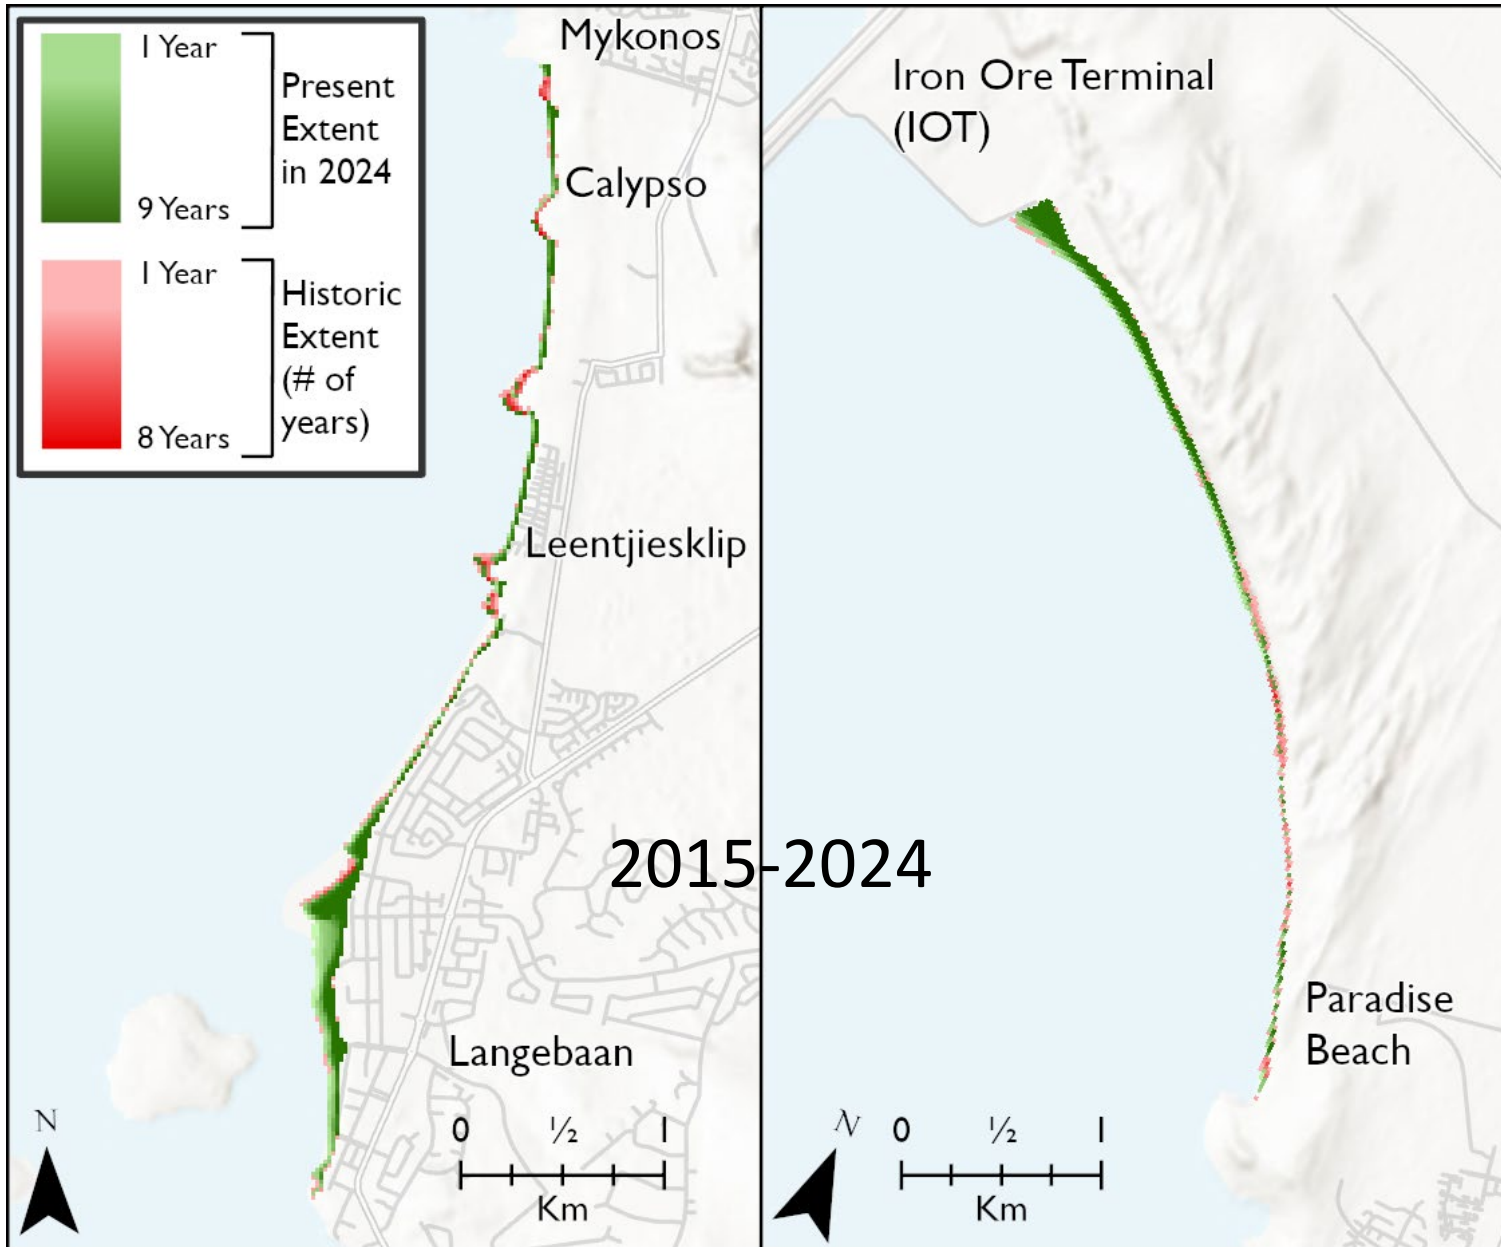 1 Year
9 Years
Present
Extent
in 2024
1 Year
8 Years
Historic
Extent
(# of
years)
Mykonos
Calypso
Leentjiesklip
Langebaan
N
0 ½ 1
Km
2015-2024
Iron Ore Terminal
(IOT)
Paradise
Beach
N
0 ½ 1
Km